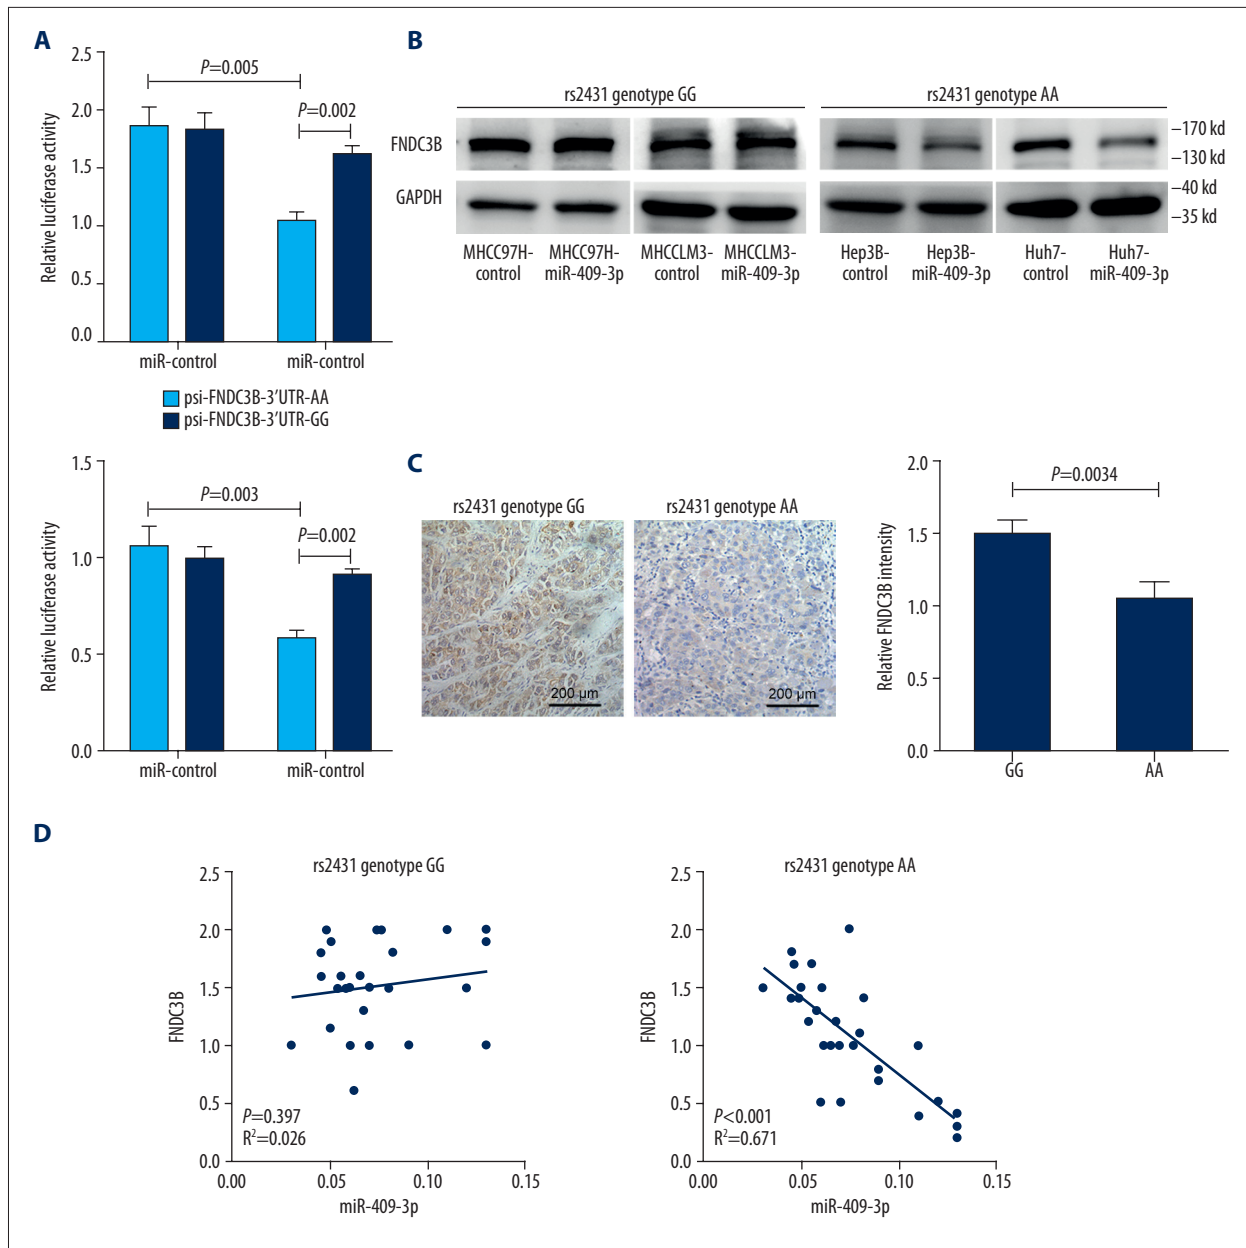 A
2.5
2.0
1.5
1.0
0.5
0.0
Relative luciferase activity
P=0.005
P=0.002
miR-control
miR-control
psi-FNDC3B-3′UTR-AA
psi-FNDC3B-3′UTR-GG
1.5
1.0
0.5
0.0
Relative luciferase activity
P=0.003
P=0.002
miR-control
miR-control
B
rs2431 genotype GG
rs2431 genotype AA
FNDC3B
GAPDH
–170 kd
–130 kd
–40 kd
–35 kd
MHCC97H-
control
MHCC97H-
miR-409-3p
MHCCLM3-
control
MHCCLM3-
miR-409-3p
Hep3B-
control
Hep3B-
miR-409-3p
Huh7-
control
Huh7-
miR-409-3p
C
rs2431 genotype GG
rs2431 genotype AA
200 μm
200 μm
2.0
1.5
1.0
0.5
0.0
Relative FNDC3B intensity
P=0.0034
GG
AA
D
rs2431 genotype GG
2.5
2.0
1.5
1.0
0.5
0.0
FNDC3B
P=0.397
R²=0.026
0.00
0.05
0.10
0.15
miR-409-3p
rs2431 genotype AA
2.5
2.0
1.5
1.0
0.5
0.0
FNDC3B
P<0.001
R²=0.671
0.00
0.05
0.10
0.15
miR-409-3p